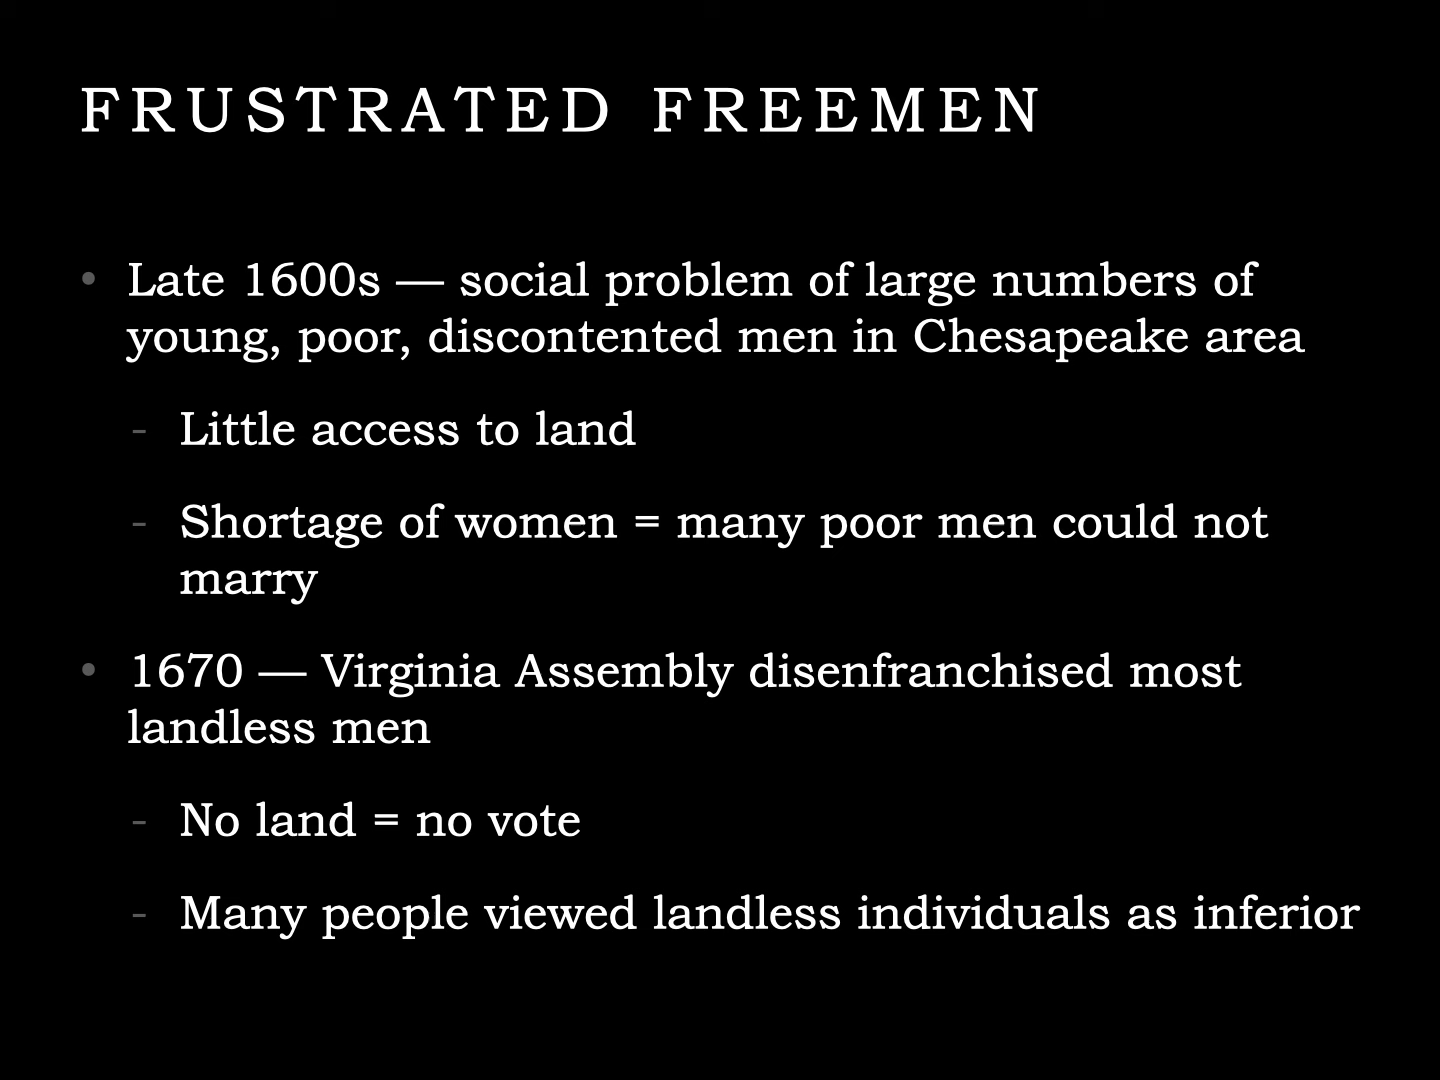 FRUSTRATED FREEMEN
• Late 1600s — social problem of large numbers of
young, poor, discontented men in Chesapeake area
- Little access to land
- Shortage of women = many poor men could not
marry
• 1670 — Virginia Assembly disenfranchised most
landless men
- No land = no vote
- Many people viewed landless individuals as inferior